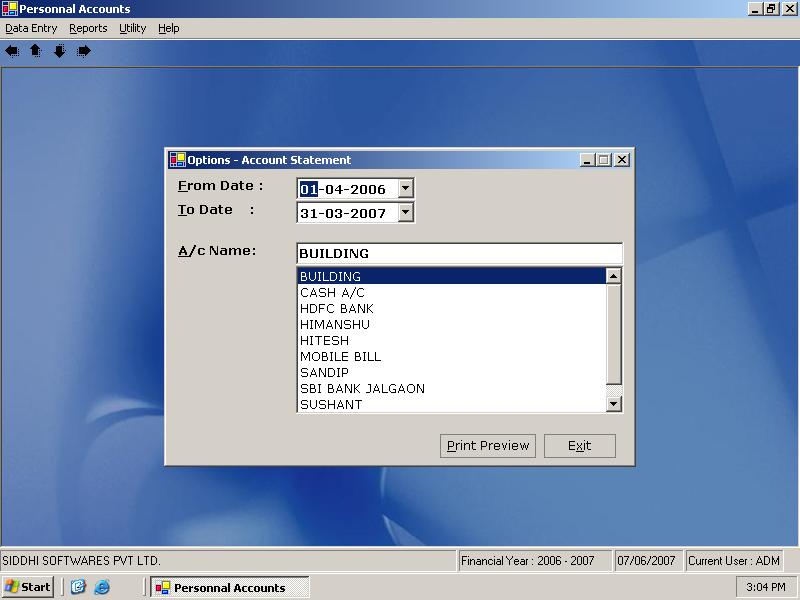 Personnal Accounts
Data Entry Reports Utility Help
Options - Account Statement
From Date : 01-04-2006
To Date : 31-03-2007
A/c Name: BUILDING
BUILDING
CASH A/C
HDFC BANK
HIMANSHU
HITESH
MOBILE BILL
SANDIP
SBI BANK JALGAON
SUSHANT
Print Preview Exit
SIDDHI SOFTWARES PVT LTD. Financial Year : 2006 - 2007 07/06/2007 Current User : ADM
Start Personnal Accounts 3:04 PM